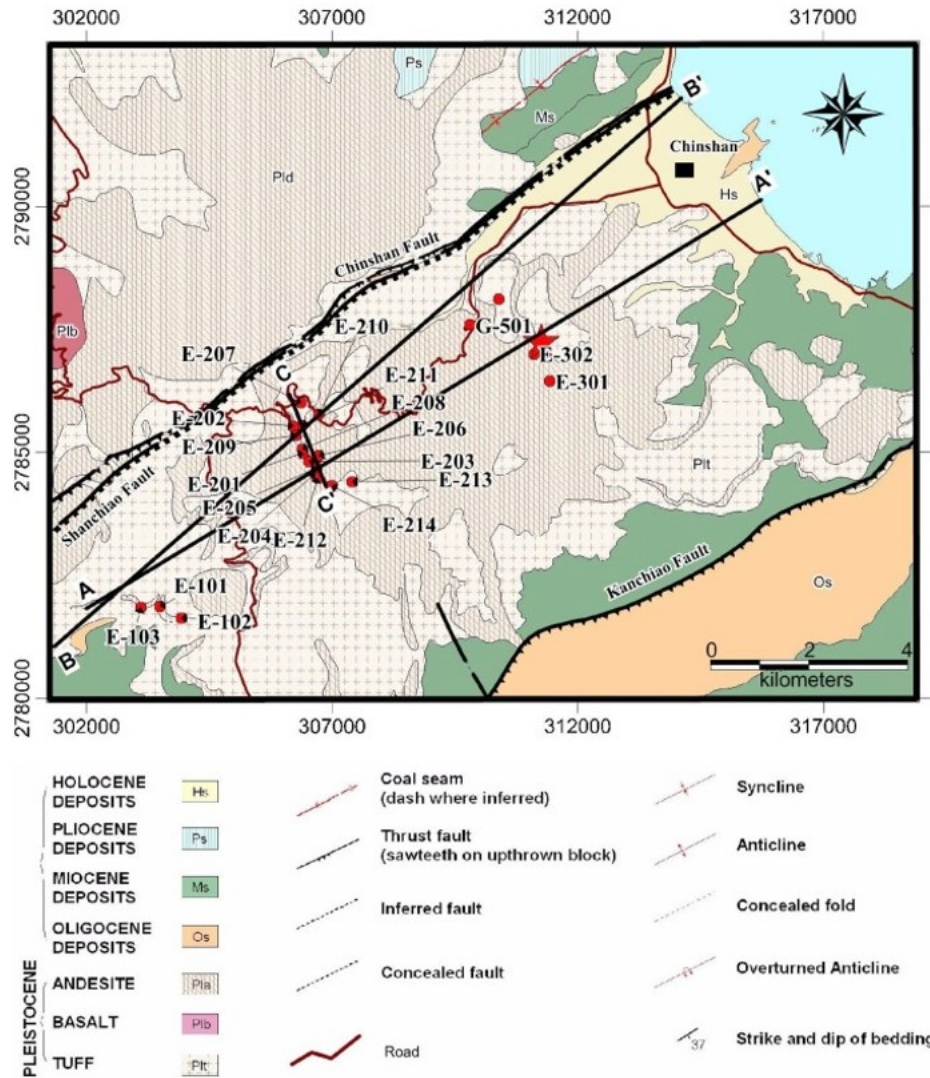 302000 307000 312000 317000
Ps
B'
Ms
Chinshan
2790000
Pld
A'
Hs
Chinshan Fault
E-210
G-501
Plb
E-207
E-302
C
E-211
E-301
E-202
E-208
2785000
E-209
E-206
Plt
E-201
E-203
E-213
Shanchiao Fault
E-205
C'
E-214
E-204
E-212
Kanchiao Fault
Os
A
E-101
E-102
E-103
B
0 2 4
kilometers
2780000
302000 307000 312000 317000
HOLOCENE
DEPOSITS
Hs
PLIOCENE
DEPOSITS
Ps
MIOCENE
DEPOSITS
Ms
OLIGOCENE
DEPOSITS
Os
PLEISTOCENE
ANDESITE
Pla
BASALT
Plb
TUFF
Plt
Coal seam
(dash where inferred)
Thrust fault
(sawteeth on upthrown block)
Inferred fault
Concealed fault
Road
Syncline
Anticline
Concealed fold
Overturned Anticline
37
Strike and dip of bedding